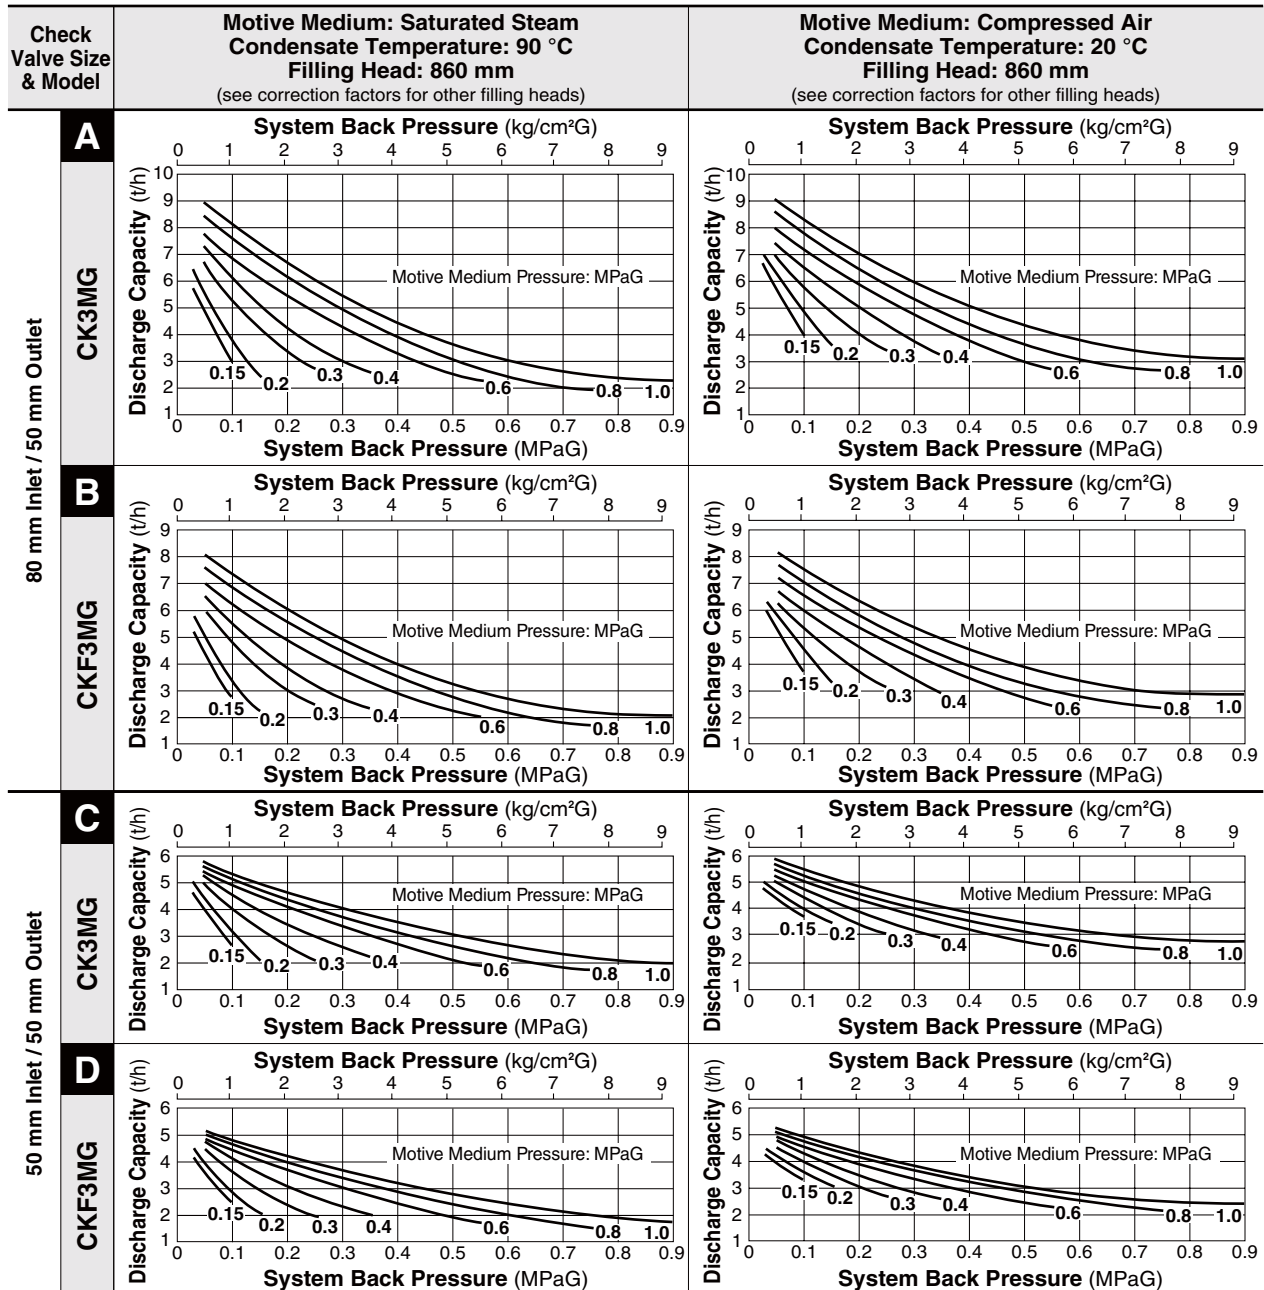 Check
Valve Size
& Model
Motive Medium: Saturated Steam
Condensate Temperature: 90 °C
Filling Head: 860 mm
(see correction factors for other filling heads)
Motive Medium: Compressed Air
Condensate Temperature: 20 °C
Filling Head: 860 mm
(see correction factors for other filling heads)
80 mm Inlet / 50 mm Outlet
A
CK3MG
System Back Pressure (kg/cm²G)
0 1 2 3 4 5 6 7 8 9
Discharge Capacity (t/h)
10
9
8
7
6
5
4
3
2
1
Motive Medium Pressure: MPaG
0.15 0.2 0.3 0.4 0.6 0.8 1.0
0 0.1 0.2 0.3 0.4 0.5 0.6 0.7 0.8 0.9
System Back Pressure (MPaG)
System Back Pressure (kg/cm²G)
0 1 2 3 4 5 6 7 8 9
Discharge Capacity (t/h)
10
9
8
7
6
5
4
3
2
1
Motive Medium Pressure: MPaG
0.15 0.2 0.3 0.4 0.6 0.8 1.0
0 0.1 0.2 0.3 0.4 0.5 0.6 0.7 0.8 0.9
System Back Pressure (MPaG)
B
CKF3MG
System Back Pressure (kg/cm²G)
0 1 2 3 4 5 6 7 8 9
Discharge Capacity (t/h)
9
8
7
6
5
4
3
2
1
Motive Medium Pressure: MPaG
0.15 0.2 0.3 0.4 0.6 0.8 1.0
0 0.1 0.2 0.3 0.4 0.5 0.6 0.7 0.8 0.9
System Back Pressure (MPaG)
System Back Pressure (kg/cm²G)
0 1 2 3 4 5 6 7 8 9
Discharge Capacity (t/h)
9
8
7
6
5
4
3
2
1
Motive Medium Pressure: MPaG
0.15 0.2 0.3 0.4 0.6 0.8 1.0
0 0.1 0.2 0.3 0.4 0.5 0.6 0.7 0.8 0.9
System Back Pressure (MPaG)
50 mm Inlet / 50 mm Outlet
C
CK3MG
System Back Pressure (kg/cm²G)
0 1 2 3 4 5 6 7 8 9
Discharge Capacity (t/h)
6
5
4
3
2
1
Motive Medium Pressure: MPaG
0.15 0.2 0.3 0.4 0.6 0.8 1.0
0 0.1 0.2 0.3 0.4 0.5 0.6 0.7 0.8 0.9
System Back Pressure (MPaG)
System Back Pressure (kg/cm²G)
0 1 2 3 4 5 6 7 8 9
Discharge Capacity (t/h)
6
5
4
3
2
1
Motive Medium Pressure: MPaG
0.15 0.2 0.3 0.4 0.6 0.8 1.0
0 0.1 0.2 0.3 0.4 0.5 0.6 0.7 0.8 0.9
System Back Pressure (MPaG)
D
CKF3MG
System Back Pressure (kg/cm²G)
0 1 2 3 4 5 6 7 8 9
Discharge Capacity (t/h)
6
5
4
3
2
1
Motive Medium Pressure: MPaG
0.15 0.2 0.3 0.4 0.6 0.8 1.0
0 0.1 0.2 0.3 0.4 0.5 0.6 0.7 0.8 0.9
System Back Pressure (MPaG)
System Back Pressure (kg/cm²G)
0 1 2 3 4 5 6 7 8 9
Discharge Capacity (t/h)
6
5
4
3
2
1
Motive Medium Pressure: MPaG
0.15 0.2 0.3 0.4 0.6 0.8 1.0
0 0.1 0.2 0.3 0.4 0.5 0.6 0.7 0.8 0.9
System Back Pressure (MPaG)